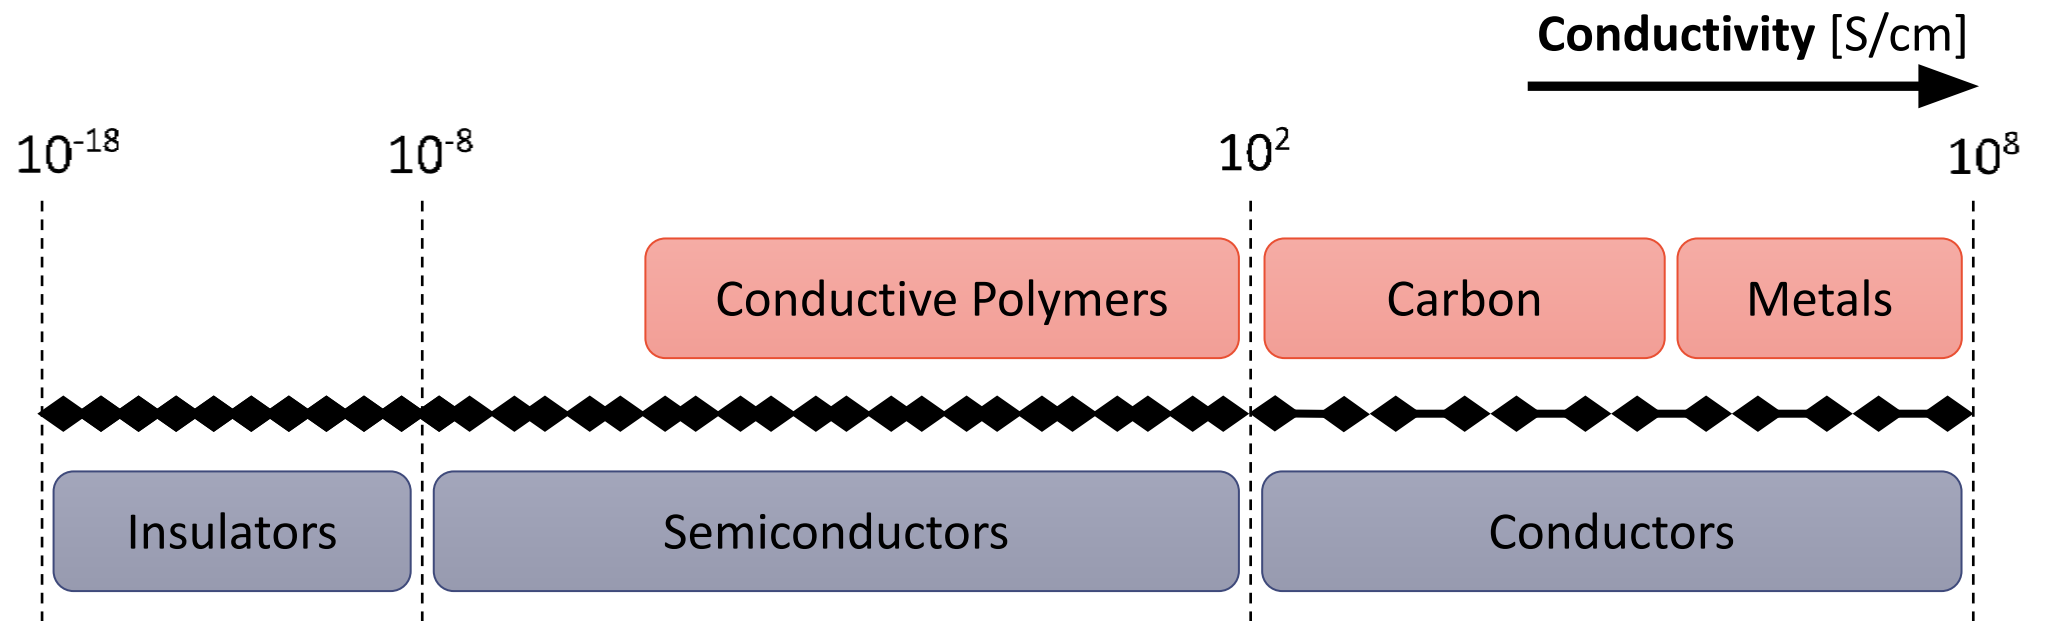 Conductivity [S/cm]
10⁻¹⁸ 10⁻⁸ 10² 10⁸
Conductive Polymers Carbon Metals
Insulators Semiconductors Conductors